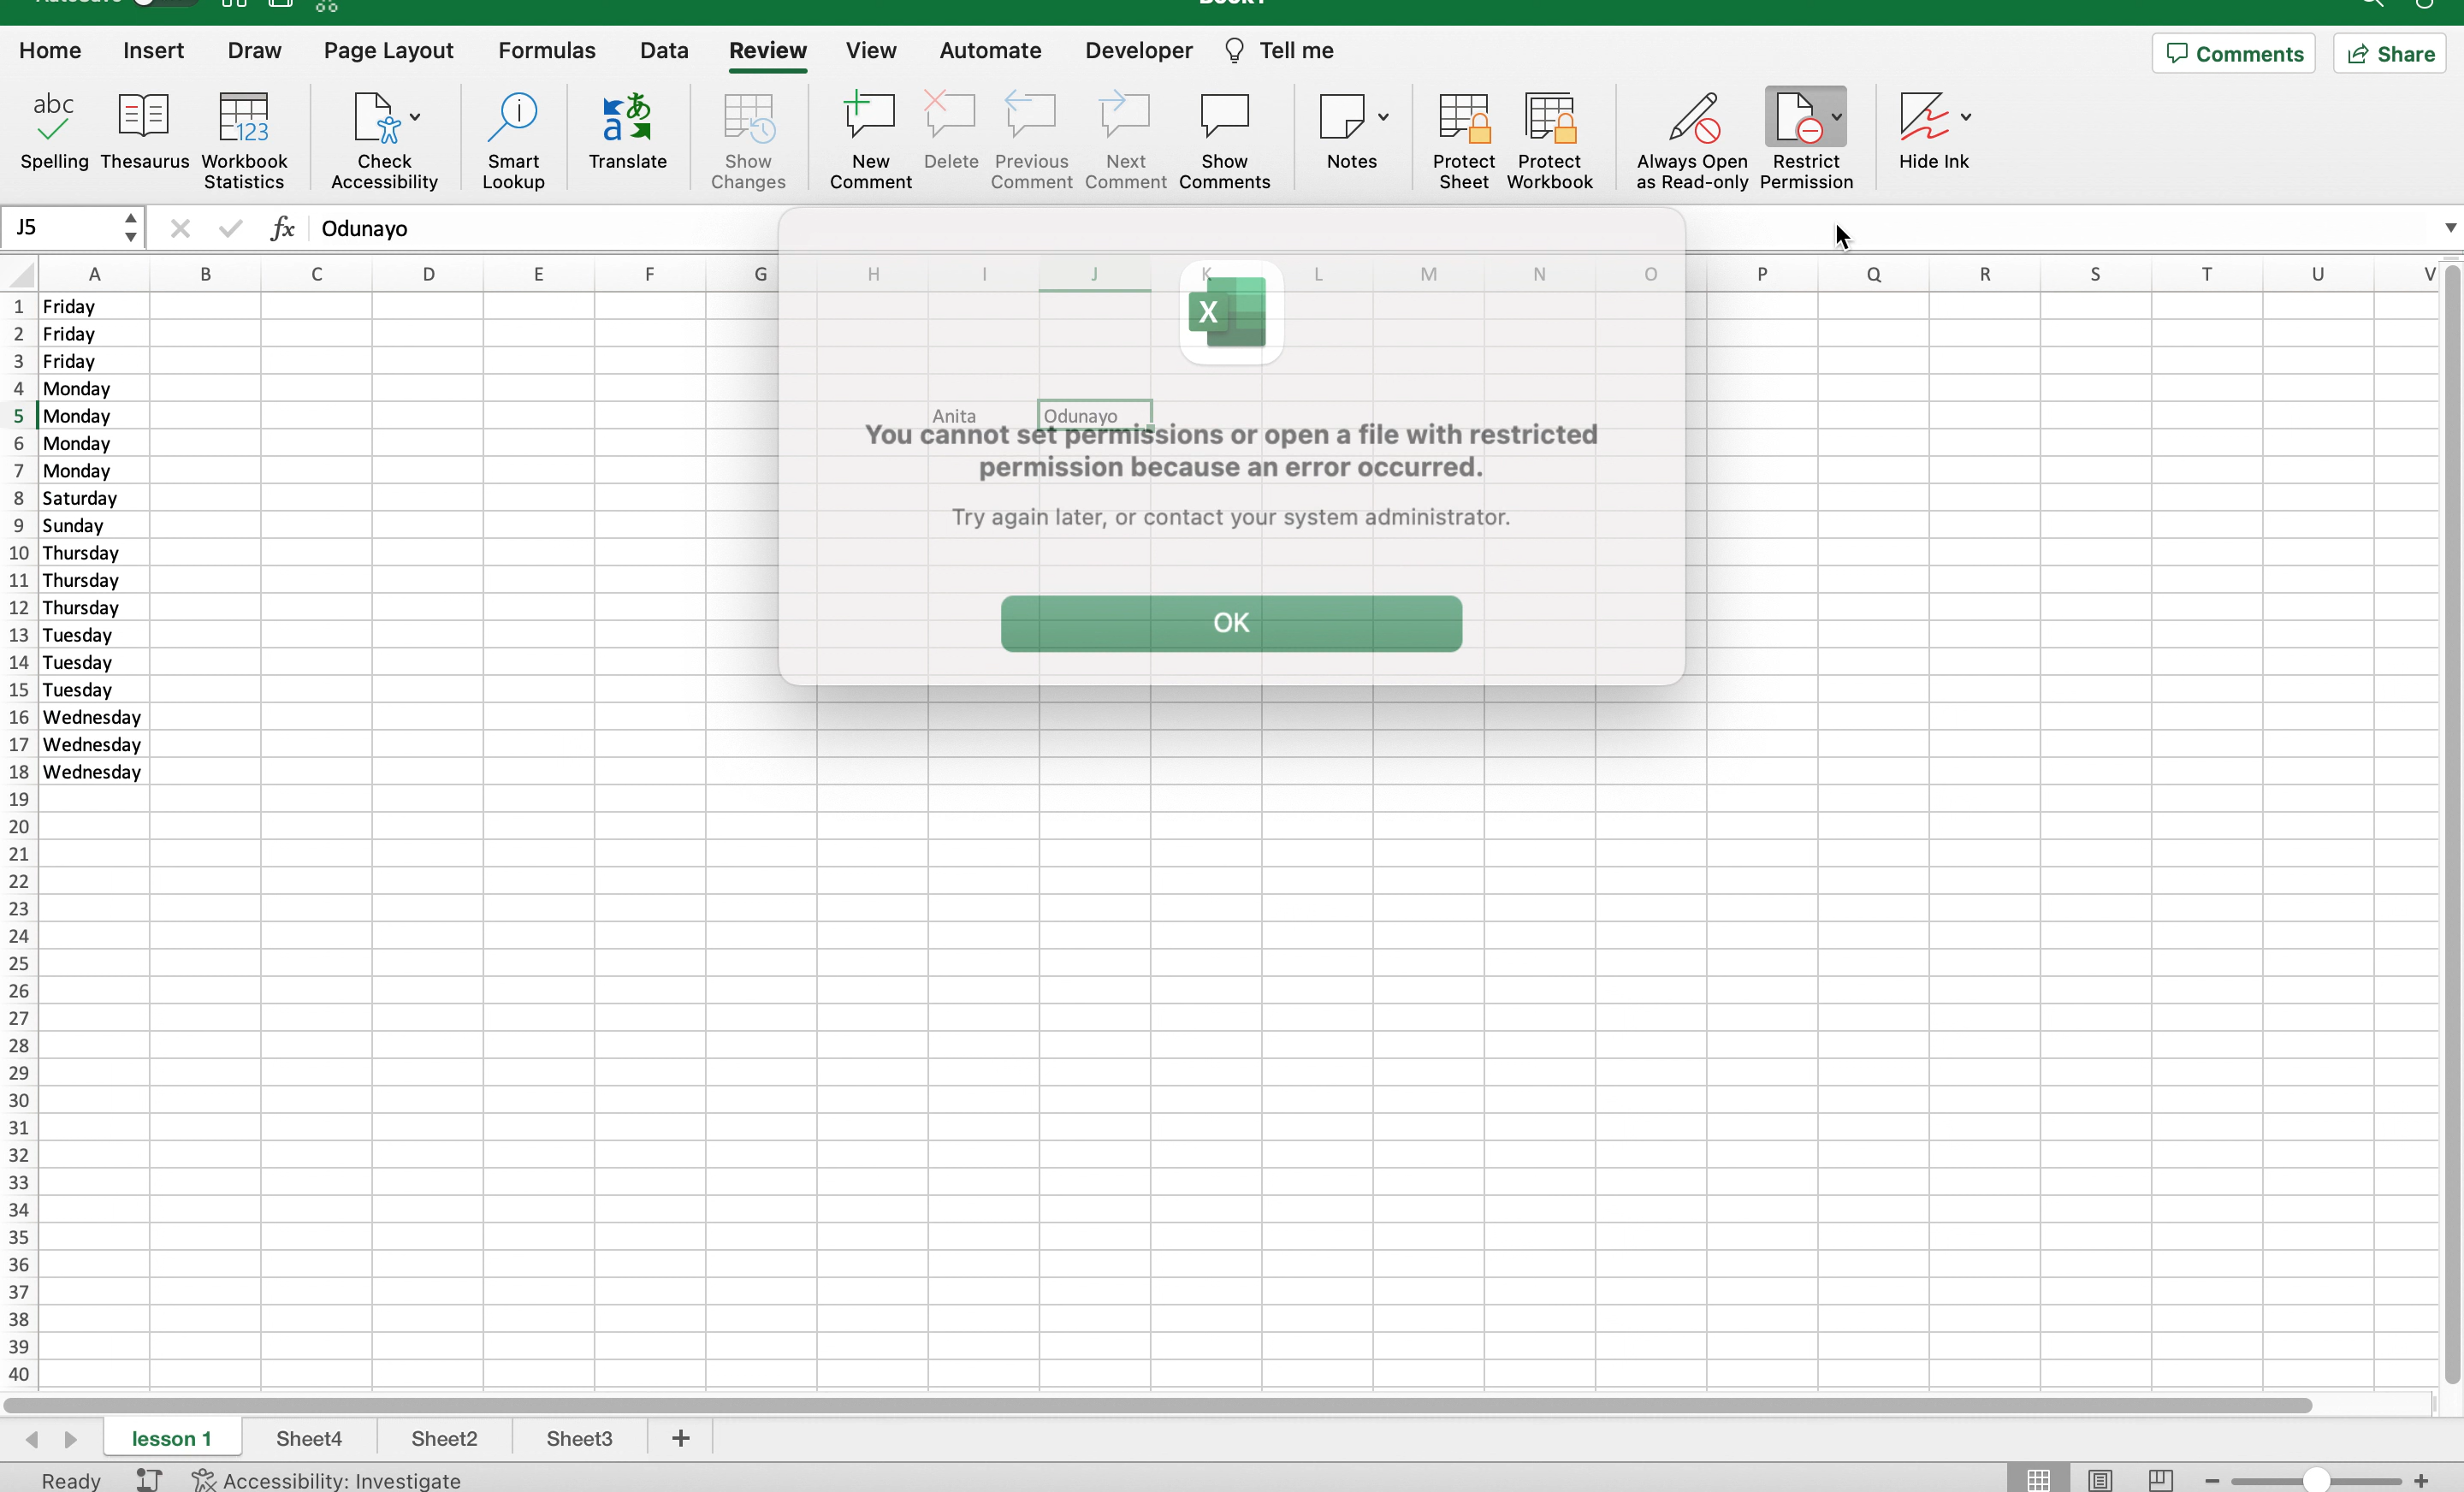 Home Insert Draw Page Layout Formulas Data Review View Automate Developer Tell me Comments Share
abc
123
a あ
Spelling Thesaurus Workbook Statistics Check Accessibility Smart Lookup Translate Show Changes New Comment Delete Previous Comment Next Comment Show Comments Notes Protect Sheet Protect Workbook Always Open as Read-only Restrict Permission Hide Ink
J5 fx Odunayo
A B C D E F G H I J K L M N O P Q R S T U V
X
1 Friday
2 Friday
3 Friday
4 Monday
5 Monday Anita Odunayo
You cannot set permissions or open a file with restricted
permission because an error occurred.
6 Monday
7 Monday
8 Saturday
9 Sunday
Try again later, or contact your system administrator.
10 Thursday
11 Thursday
12 Thursday
OK
13 Tuesday
14 Tuesday
15 Tuesday
16 Wednesday
17 Wednesday
18 Wednesday
19
20
21
22
23
24
25
26
27
28
29
30
31
32
33
34
35
36
37
38
39
40
lesson 1 Sheet4 Sheet2 Sheet3 +
Ready Accessibility: Investigate